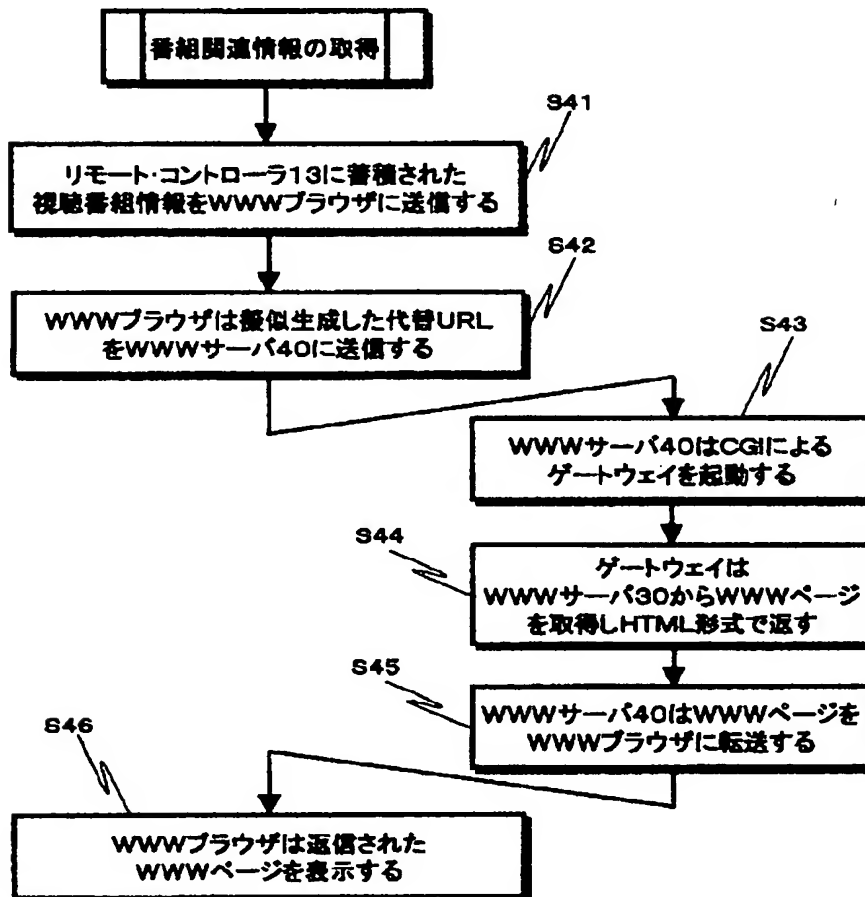 番組関連情報の取得
S41
リモート・コントローラ13に蓄積された
視聴番組情報をWWWブラウザに送信する
S42
WWWブラウザは擬似生成した代替URL
をWWWサーバ40に送信する
S43
WWWサーバ40はCGIによる
ゲートウェイを起動する
S44
ゲートウェイは
WWWサーバ30からWWWページ
を取得しHTML形式で返す
S45
WWWサーバ40はWWWページを
WWWブラウザに転送する
S46
WWWブラウザは返信された
WWWページを表示する